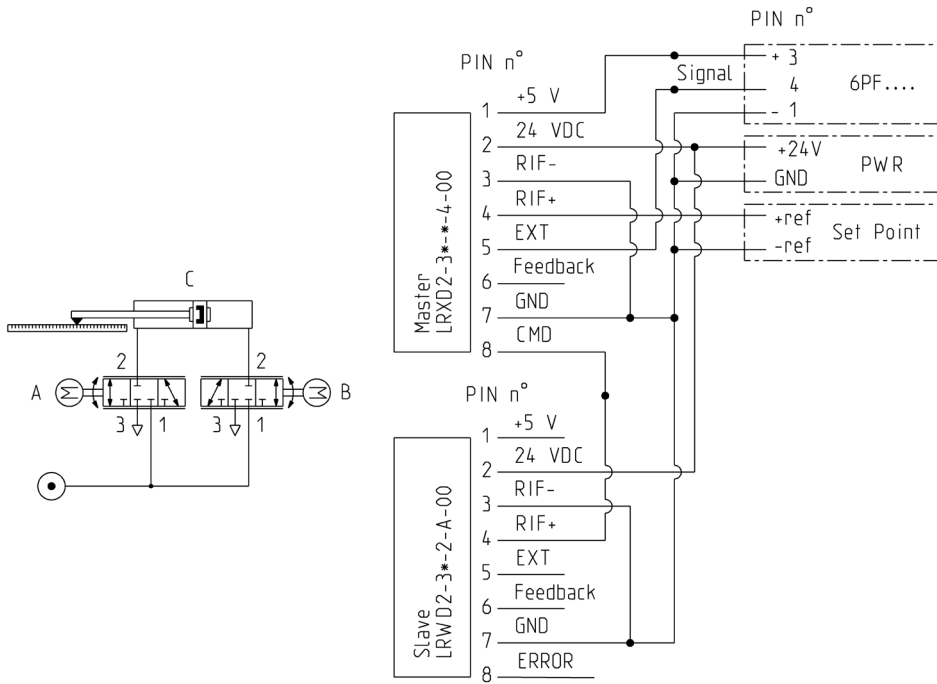 PIN n°
+ 3
Signal 4 6PF....
- 1
+24V
PWR
GND
+ref
Set Point
-ref
PIN n°
1 +5 V
2 24 VDC
3 RIF-
4 RIF+
5 EXT
6 Feedback
7 GND
8 CMD
Master
LRXD2-3*-*-4-00
PIN n°
1 +5 V
2 24 VDC
3 RIF-
4 RIF+
5 EXT
6 Feedback
7 GND
8 ERROR
Slave
LRWD2-3*-2-A-00
C
2 2
A M M B
3 1 3 1